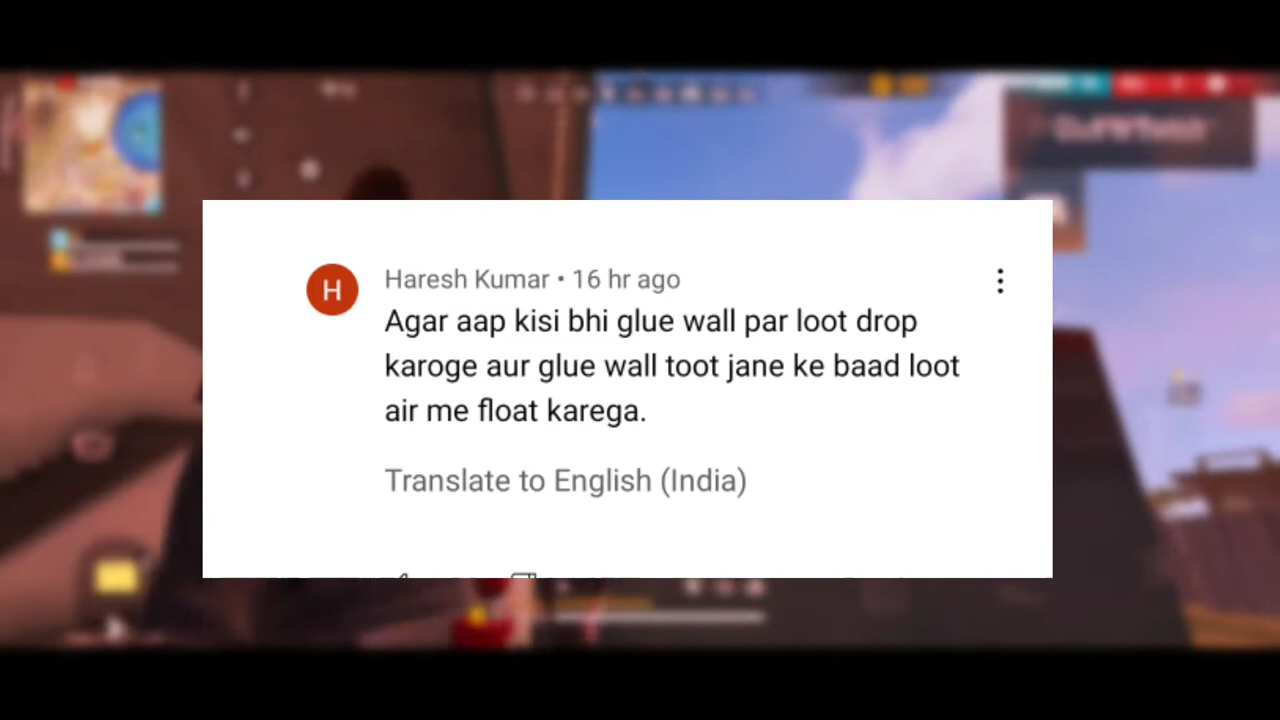 H
Haresh Kumar • 16 hr ago
Agar aap kisi bhi glue wall par loot drop
karoge aur glue wall toot jane ke baad loot
air me float karega.
Translate to English (India)